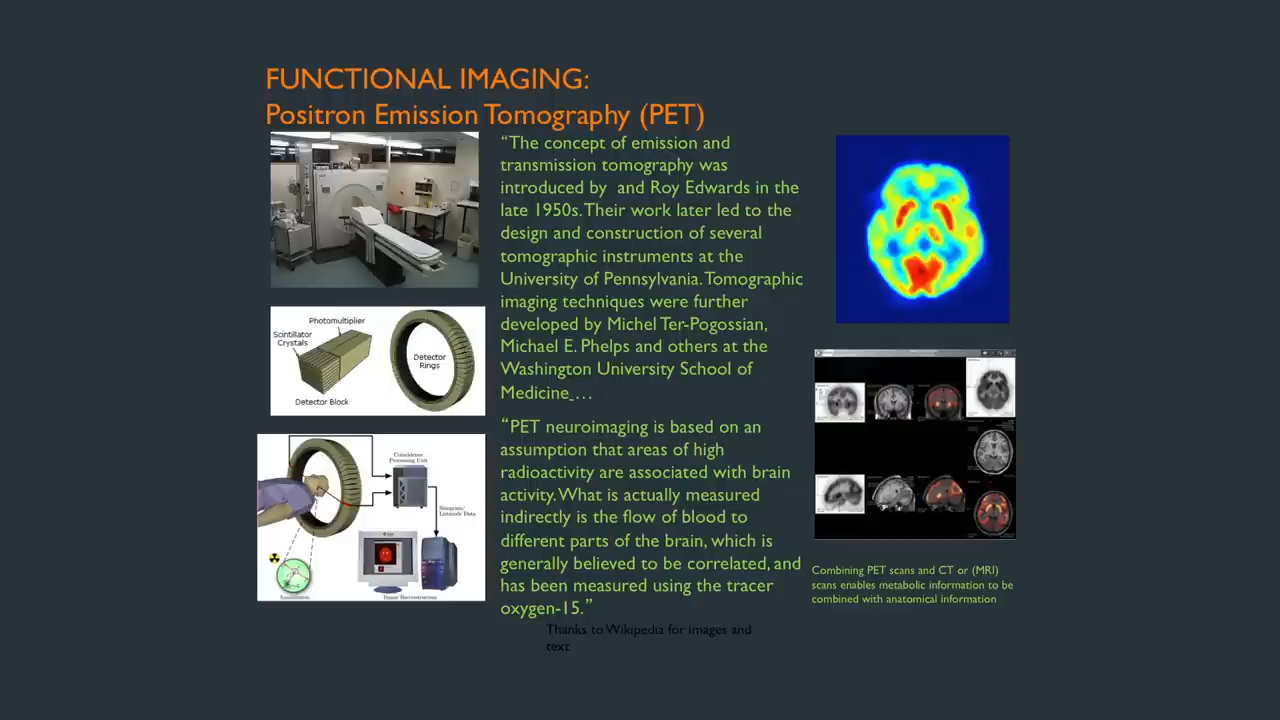 FUNCTIONAL IMAGING:
Positron Emission Tomography (PET)
“The concept of emission and
transmission tomography was
introduced by  and Roy Edwards in the
late 1950s. Their work later led to the
design and construction of several
tomographic instruments at the
University of Pennsylvania. Tomographic
imaging techniques were further
developed by Michel Ter-Pogossian,
Michael E. Phelps and others at the
Washington University School of
Medicine …
“PET neuroimaging is based on an
assumption that areas of high
radioactivity are associated with brain
activity. What is actually measured
indirectly is the flow of blood to
different parts of the brain, which is
generally believed to be correlated, and
has been measured using the tracer
oxygen-15.”
Thanks to Wikipedia for images and
text
Photomultiplier
Scintillator
Crystals
Detector
Rings
Detector Block
Coincidence
Processing Unit
Sinogram/
Listmode Data
Annihilation
Image Reconstruction
Combining PET scans and CT or (MRI)
scans enables metabolic information to be
combined with anatomical information